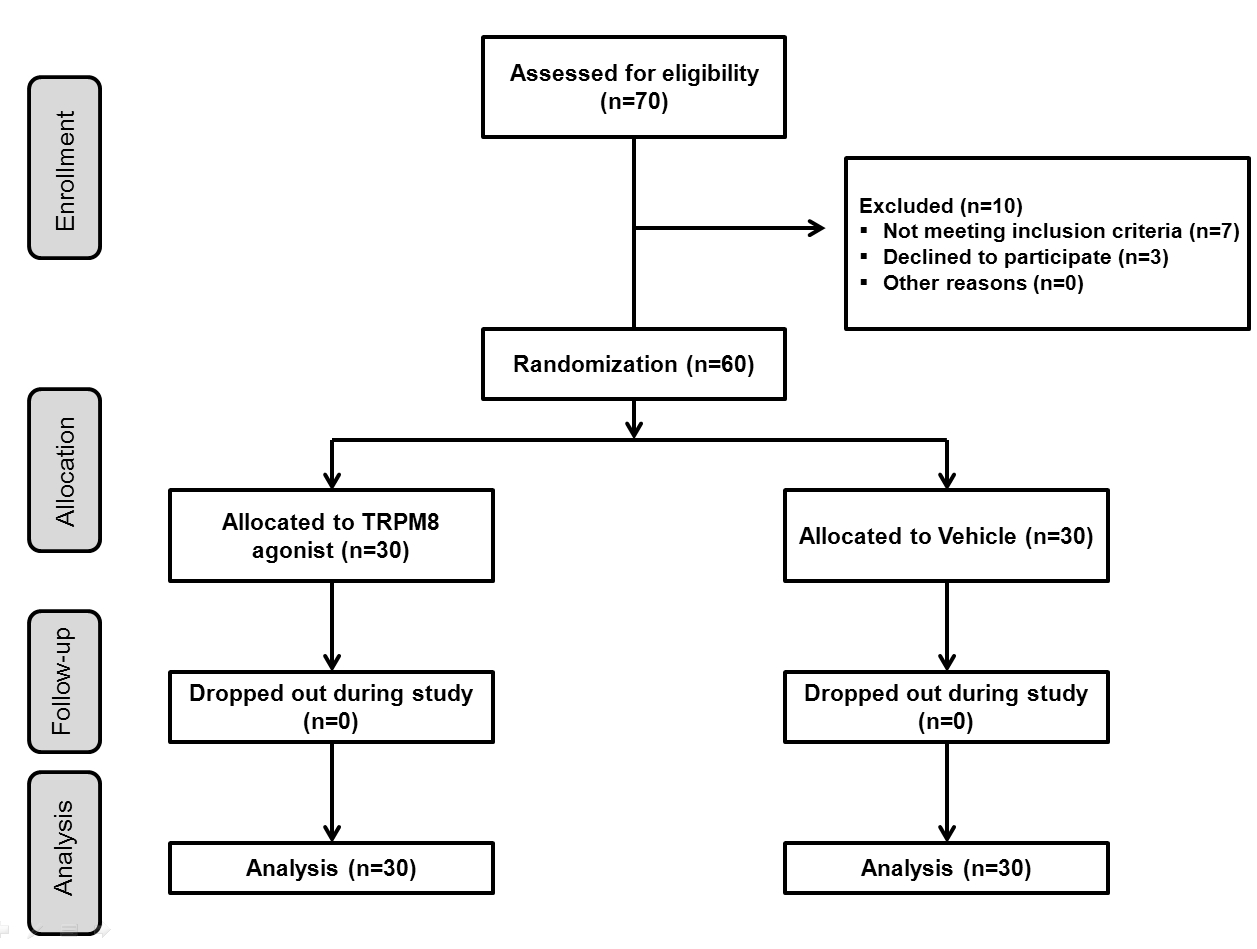 Enrollment
Assessed for eligibility
(n=70)
Excluded (n=10)
▪ Not meeting inclusion criteria (n=7)
▪ Declined to participate (n=3)
▪ Other reasons (n=0)
Randomization (n=60)
Allocation
Allocated to TRPM8
agonist (n=30)
Allocated to Vehicle (n=30)
Follow-up
Dropped out during study
(n=0)
Dropped out during study
(n=0)
Analysis
Analysis (n=30)
Analysis (n=30)